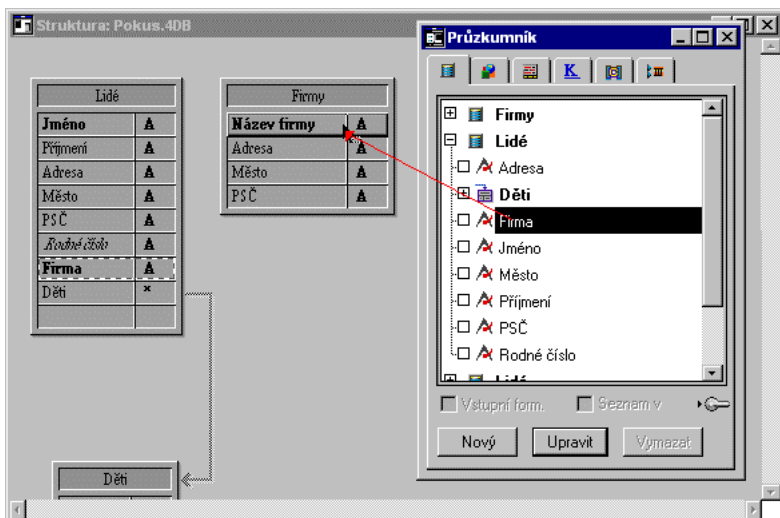 Struktura: Pokus.4DB
Lidé
Jméno A
Příjmení A
Adresa A
Město A
PSČ A
Rodné číslo A
Firma A
Děti *
Firmy
Název firmy A
Adresa A
Město A
PSČ A
Děti
Průzkumník
K
Firmy
Lidé
Adresa
Děti
Firma
Jméno
Město
Příjmení
PSČ
Rodné číslo
Lidé
Vstupní form.
Seznam v
Nový
Upravit
Vymazat